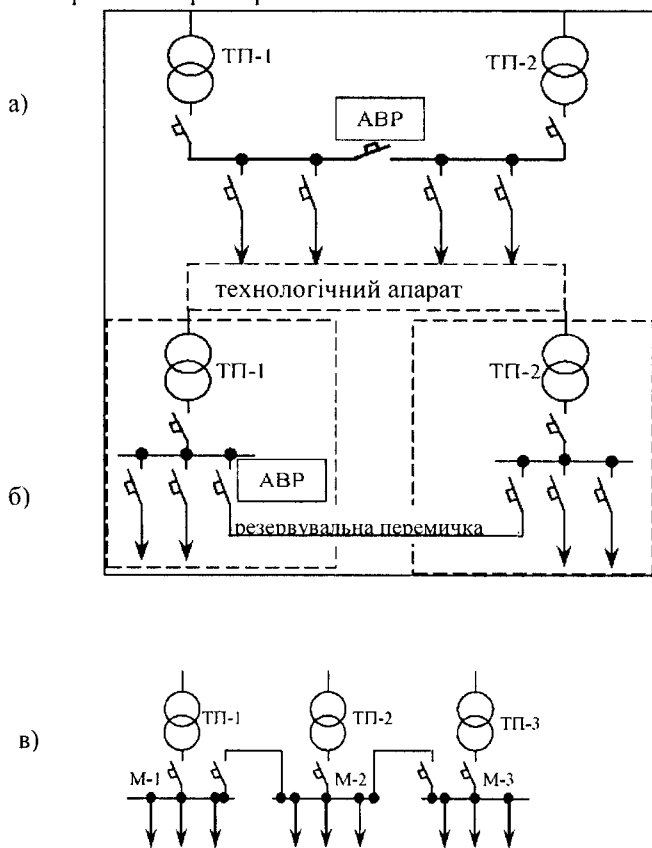 ТП-1
ТП-2
а)
АВР
технологічний апарат
ТП-1
ТП-2
АВР
б)
резервувальна перемичка
ТП-1
ТП-2
ТП-3
в)
М-1
М-2
М-3